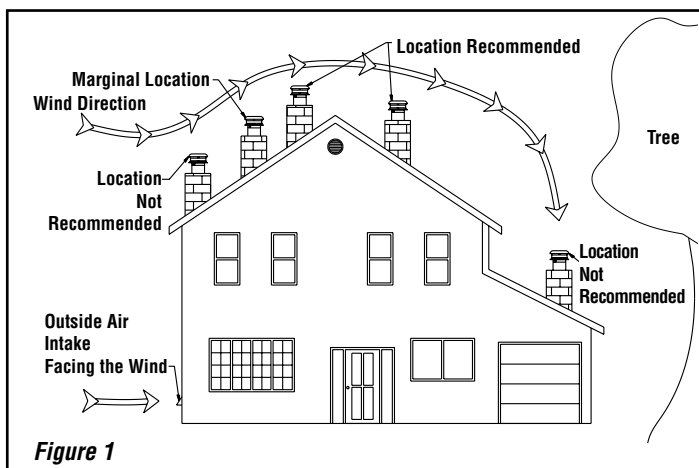 Location Recommended
Marginal Location
Wind Direction
Tree
Location
Not
Recommended
Location
Not
Recommended
Outside Air
Intake
Facing the Wind
Figure 1